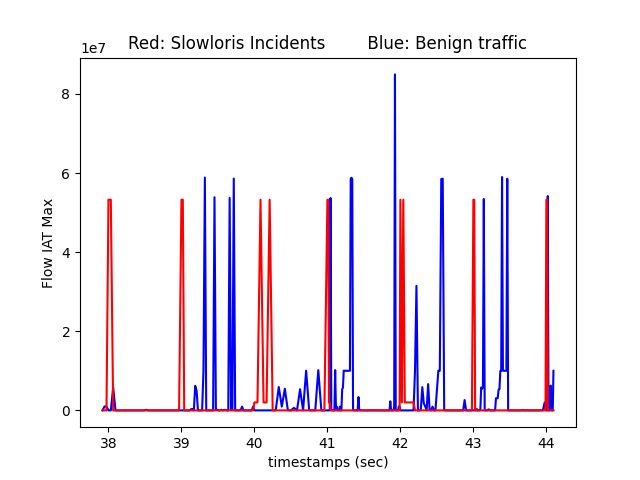 Red: Slowloris Incidents        Blue: Benign traffic
1e7
8
6
4
2
0
Flow IAT Max
38 39 40 41 42 43 44
timestamps (sec)